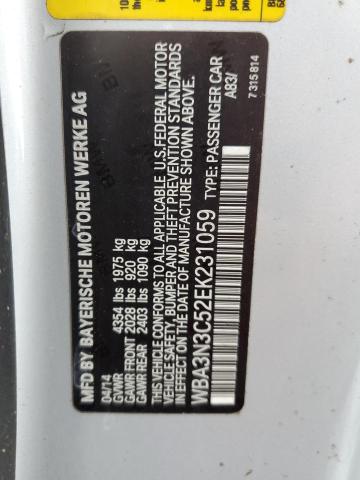 MFD BY BAYERISCHE MOTOREN WERKE AG
04/14
GAWR 4354 lbs 1975 kg
GAWR FRONT 2028 lbs 920 kg
GAWR REAR 2403 lbs 1090 kg
THIS VEHICLE CONFORMS TO ALL APPLICABLE U.S. FEDERAL MOTOR
VEHICLE SAFETY, BUMPER AND THEFT PREVENTION STANDARDS
IN EFFECT ON THE DATE OF MANUFACTURE SHOWN ABOVE.
WBA3N3C52EK231059 TYPE: PASSENGER CAR
A83/
7 315 814